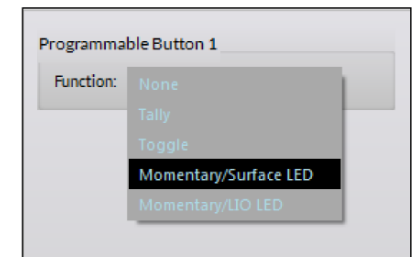 Programmable Button 1
Function:
None
Tally
Toggle
Momentary/Surface LED
Momentary/LIO LED